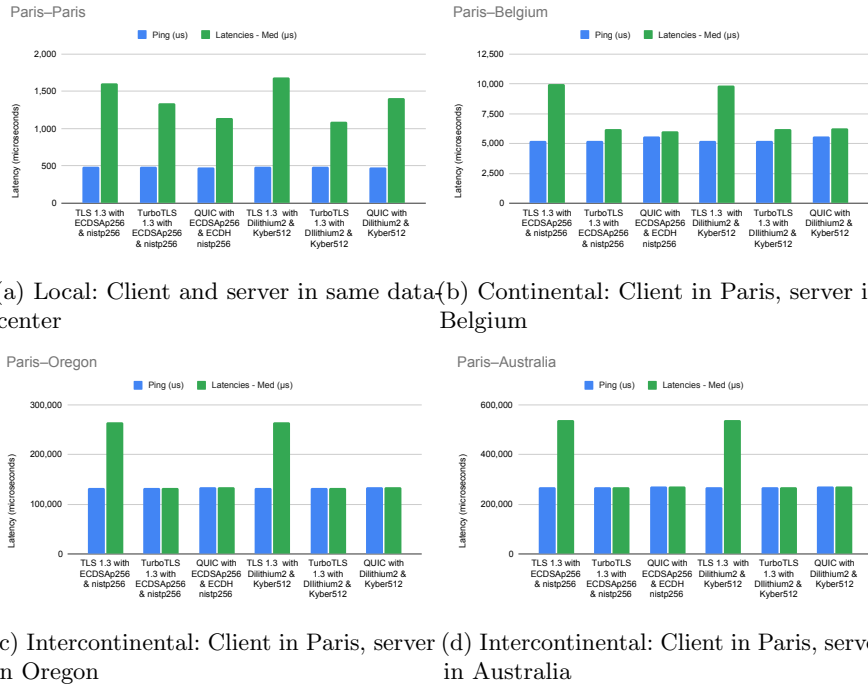 Paris–Paris
Ping (us) Latencies - Med (µs)
Latency (microseconds)
2,000
1,500
1,000
500
0
TLS 1.3 with ECDSAp256 & nistp256
TurboTLS 1.3 with ECDSAp256 & nistp256
QUIC with ECDSAp256 & ECDH nistp256
TLS 1.3 with Dilithium2 & Kyber512
TurboTLS 1.3 with DIlithium2 & Kyber512
QUIC with Dilithium2 & Kyber512
(a) Local: Client and server in same data-
center
Paris–Belgium
Ping (us) Latencies - Med (µs)
Latency (microseconds)
12,500
10,000
7,500
5,000
2,500
0
TLS 1.3 with ECDSAp256 & nistp256
TurboTLS 1.3 with ECDSAp256 & nistp256
QUIC with ECDSAp256 & ECDH nistp256
TLS 1.3 with Dilithium2 & Kyber512
TurboTLS 1.3 with DIlithium2 & Kyber512
QUIC with Dilithium2 & Kyber512
(b) Continental: Client in Paris, server i
Belgium
Paris–Oregon
Ping (us) Latencies - Med (µs)
Latency (microseconds)
300,000
200,000
100,000
0
TLS 1.3 with ECDSAp256 & nistp256
TurboTLS 1.3 with ECDSAp256 & nistp256
QUIC with ECDSAp256 & ECDH nistp256
TLS 1.3 with Dilithium2 & Kyber512
TurboTLS 1.3 with DIlithium2 & Kyber512
QUIC with Dilithium2 & Kyber512
c) Intercontinental: Client in Paris, server
n Oregon
Paris–Australia
Ping (us) Latencies - Med (µs)
Latency (microseconds)
600,000
400,000
200,000
0
TLS 1.3 with ECDSAp256 & nistp256
TurboTLS 1.3 with ECDSAp256 & nistp256
QUIC with ECDSAp256 & ECDH nistp256
TLS 1.3 with Dilithium2 & Kyber512
TurboTLS 1.3 with DIlithium2 & Kyber512
QUIC with Dilithium2 & Kyber512
(d) Intercontinental: Client in Paris, serve
in Australia